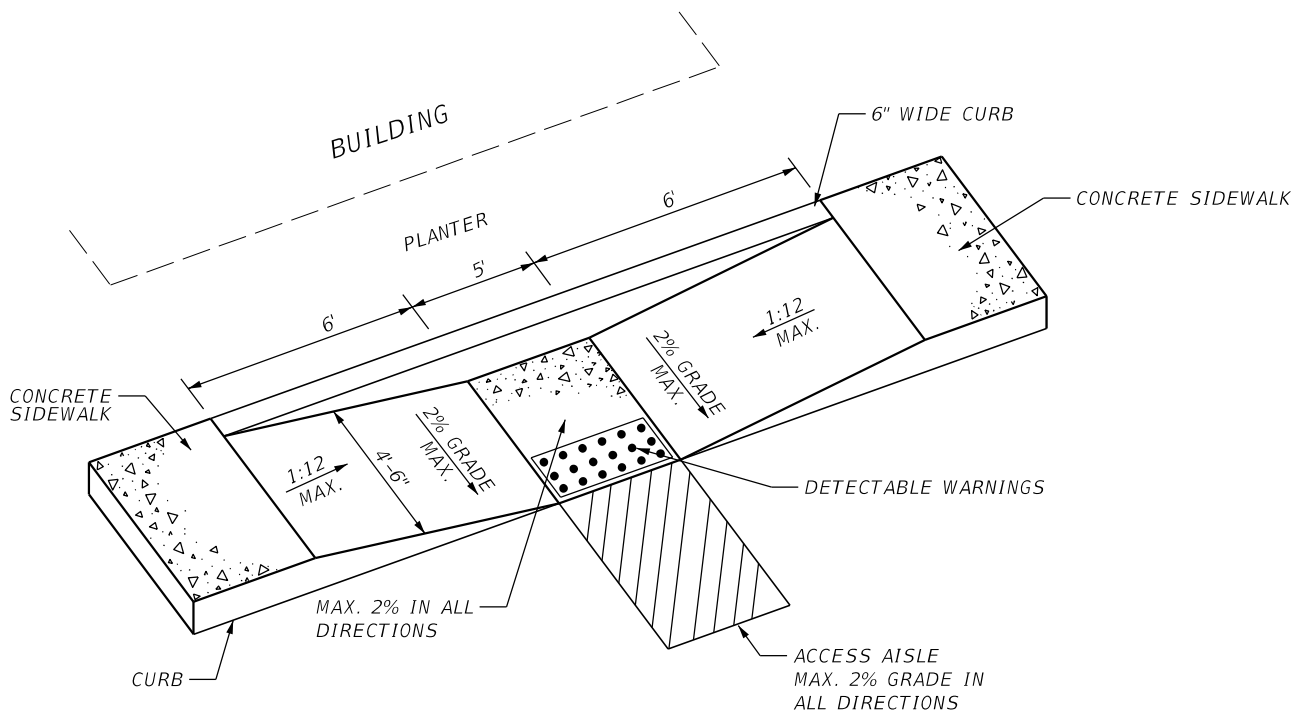 BUILDING
6" WIDE CURB
6'
CONCRETE SIDEWALK
PLANTER
5'
6'
1:12
MAX.
2% GRADE
MAX.
CONCRETE
SIDEWALK
2% GRADE
MAX.
4'-6"
1:12
MAX.
DETECTABLE WARNINGS
MAX. 2% IN ALL
DIRECTIONS
CURB
ACCESS AISLE
MAX. 2% GRADE IN
ALL DIRECTIONS